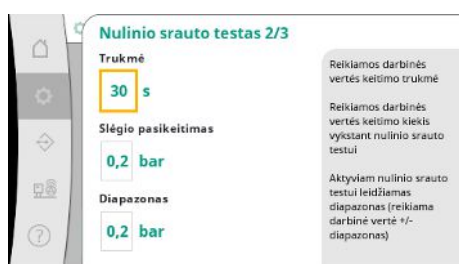 Nulinio srauto testas 2/3
Trukmė
30 s
Slėgio pasikeitimas
0,2 bar
Diapazonas
0,2 bar
Reikiamos darbinės
vertės keitimo trukmė
Reikiamos darbinės
vertės keitimo kiekis
vykstant nulinio srauto
testui
Aktyviam nulinio srauto
testui leidžiamas
diapazonas (reikiama
darbinė vertė +/-
diapazonas)
?